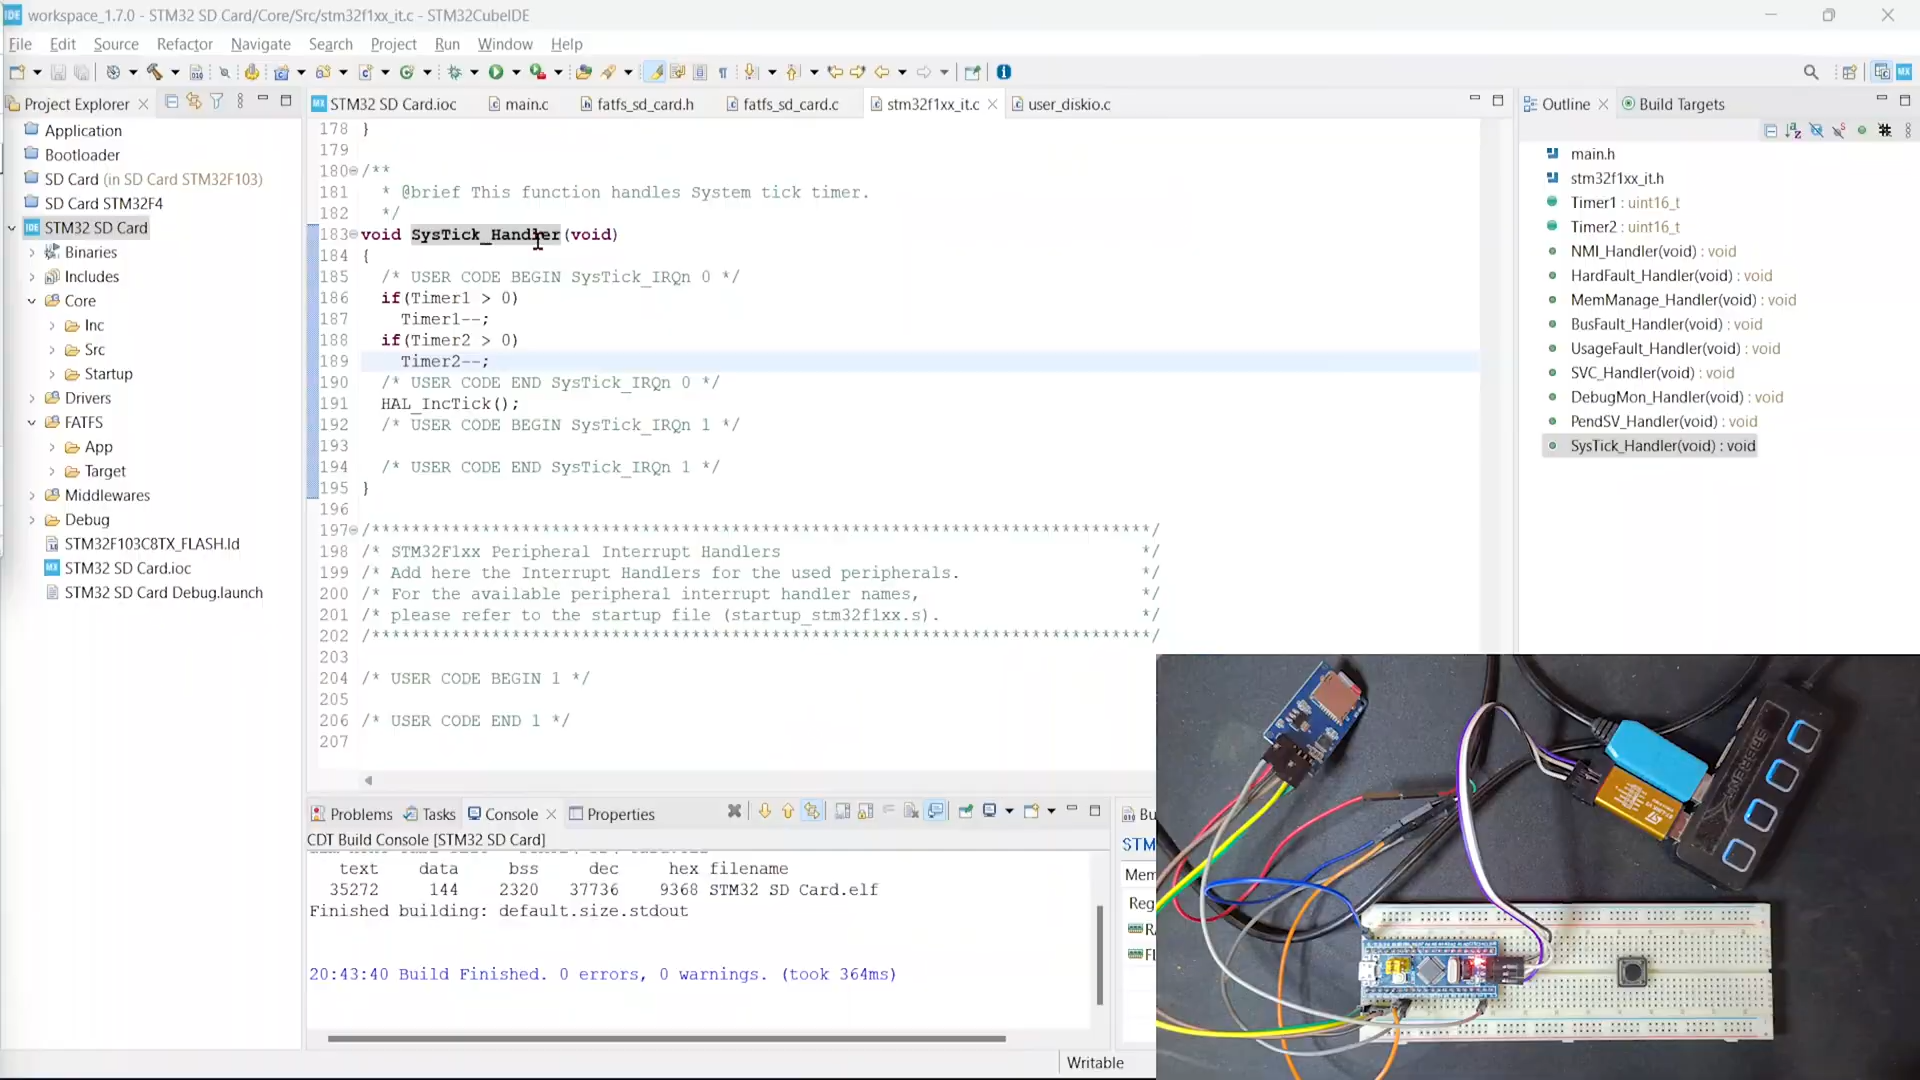 workspace_1.7.0 - STM32 SD Card/Core/Src/stm32f1xx_it.c - STM32CubeIDE
File Edit Source Refactor Navigate Search Project Run Window Help
Project Explorer
Application
Bootloader
SD Card (in SD Card STM32F103)
SD Card STM32F4
STM32 SD Card
Binaries
Includes
Core
Inc
Src
Startup
Drivers
FATFS
App
Target
Middlewares
Debug
STM32F103C8TX_FLASH.ld
STM32 SD Card.ioc
STM32 SD Card Debug.launch
STM32 SD Card.ioc main.c fatfs_sd_card.h fatfs_sd_card.c stm32f1xx_it.c user_diskio.c
178 }
179
180 /**
181 * @brief This function handles System tick timer.
182 */
183 void SysTick_Handler(void)
184 {
185 /* USER CODE BEGIN SysTick_IRQn 0 */
186 if(Timer1 > 0)
187 Timer1--;
188 if(Timer2 > 0)
189 Timer2--;
190 /* USER CODE END SysTick_IRQn 0 */
191 HAL_IncTick();
192 /* USER CODE BEGIN SysTick_IRQn 1 */
193
194 /* USER CODE END SysTick_IRQn 1 */
195 }
196
197 /******************************************************************************/
198 /* STM32F1xx Peripheral Interrupt Handlers */
199 /* Add here the Interrupt Handlers for the used peripherals. */
200 /* For the available peripheral interrupt handler names, */
201 /* please refer to the startup file (startup_stm32f1xx.s). */
202 /******************************************************************************/
203
204 /* USER CODE BEGIN 1 */
205
206 /* USER CODE END 1 */
207
Outline Build Targets
main.h
stm32f1xx_it.h
Timer1 : uint16_t
Timer2 : uint16_t
NMI_Handler(void) : void
HardFault_Handler(void) : void
MemManage_Handler(void) : void
BusFault_Handler(void) : void
UsageFault_Handler(void) : void
SVC_Handler(void) : void
DebugMon_Handler(void) : void
PendSV_Handler(void) : void
SysTick_Handler(void) : void
Problems Tasks Console Properties
CDT Build Console [STM32 SD Card]
text data bss dec hex filename
35272 144 2320 37736 9368 STM32 SD Card.elf
Finished building: default.size.stdout
20:43:40 Build Finished. 0 errors, 0 warnings. (took 364ms)
Bu
STM
Mem
Reg
Writable